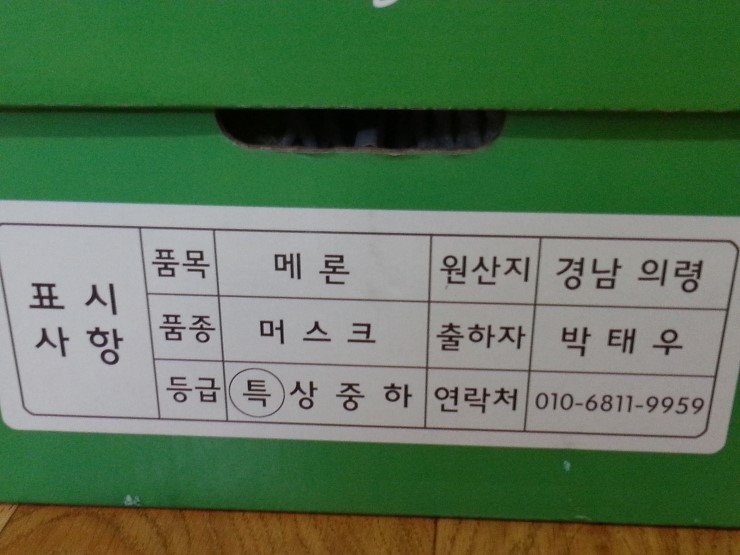 표 시
사 항
품목 메 론 원산지 경남 의령
품종 머 스 크 출하자 박 태 우
등급 특 상 중 하 연락처 010-6811-9959